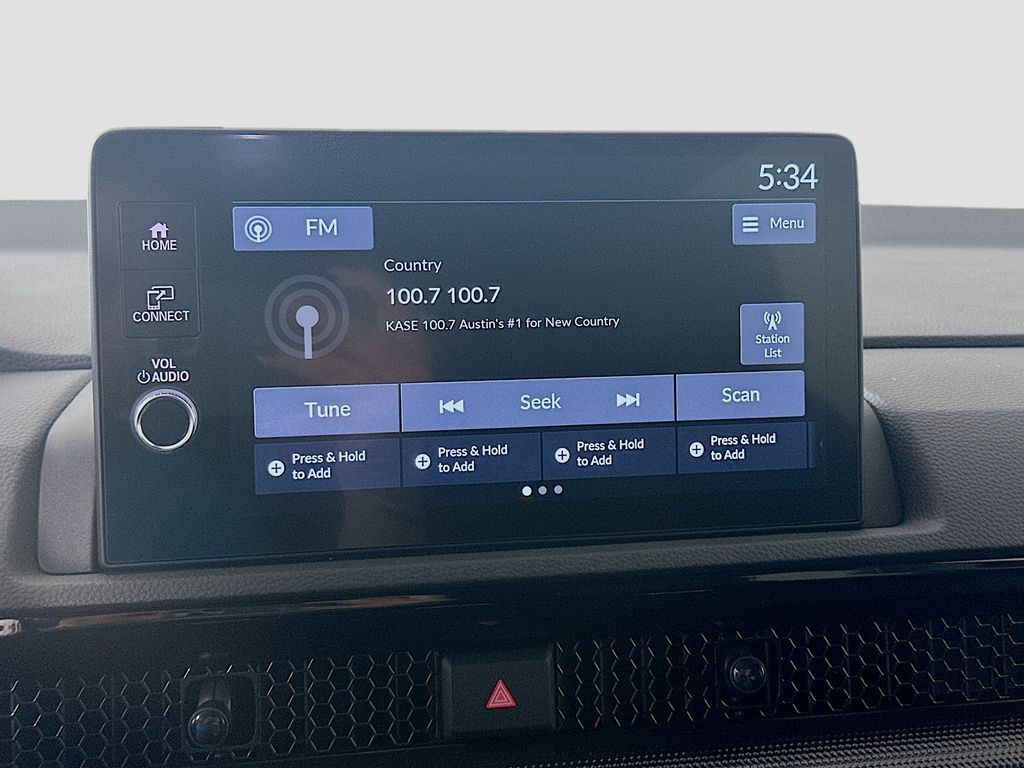 5:34
HOME
FM
Menu
Country
100.7 100.7
KASE 100.7 Austin's #1 for New Country
CONNECT
Station
List
VOL
AUDIO
Tune
Seek
Scan
Press & Hold
to Add
Press & Hold
to Add
Press & Hold
to Add
Press & Hold
to Add